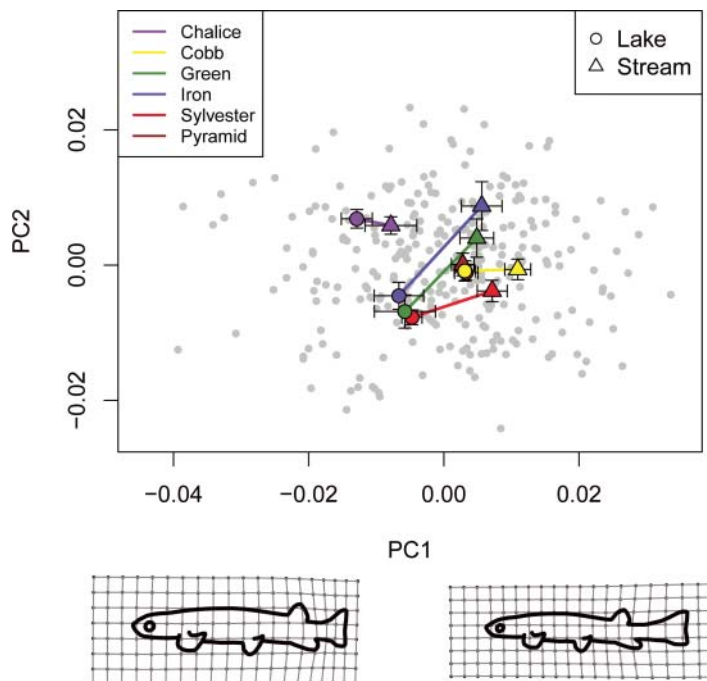 Chalice
Cobb
Green
Iron
Sylvester
Pyramid
Lake
Stream
PC2
0.02
0.00
−0.02
−0.04
−0.02
0.00
0.02
PC1